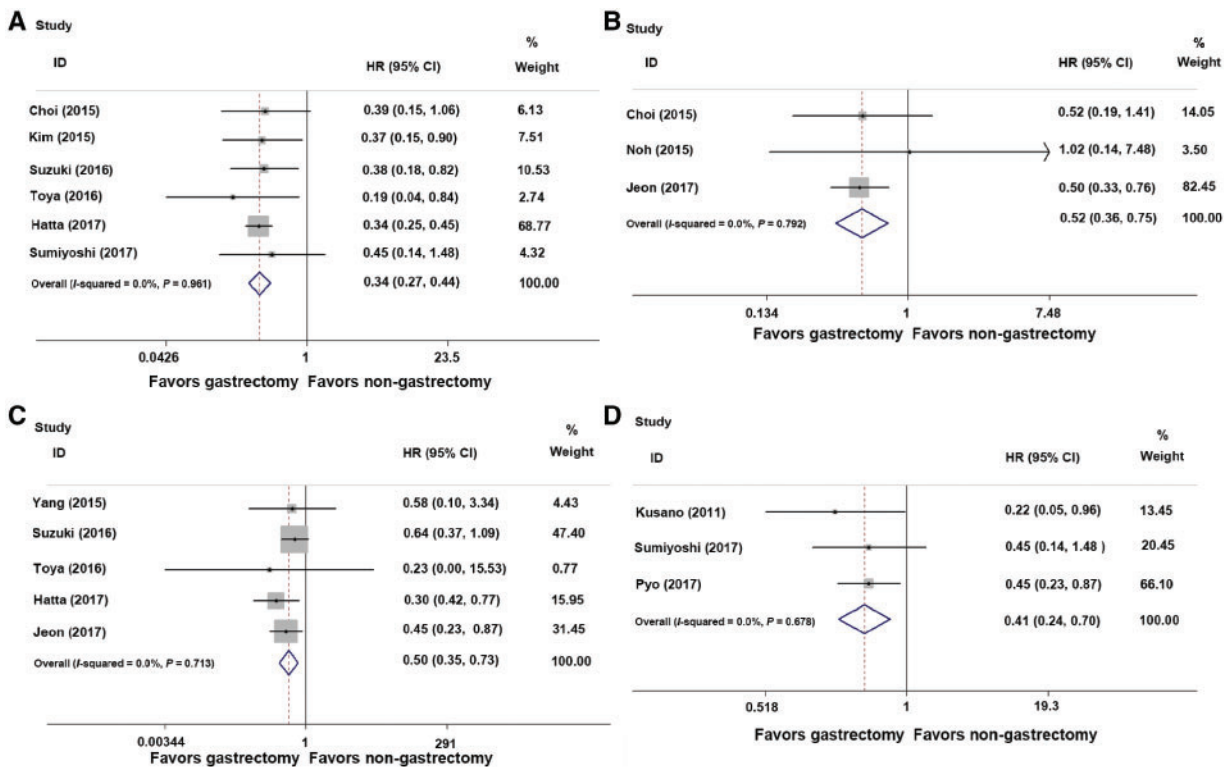 A
Study
%
ID HR (95% CI) Weight
Choi (2015) 0.39 (0.15, 1.06) 6.13
Kim (2015) 0.37 (0.15, 0.90) 7.51
Suzuki (2016) 0.38 (0.18, 0.82) 10.53
Toya (2016) 0.19 (0.04, 0.84) 2.74
Hatta (2017) 0.34 (0.25, 0.45) 68.77
Sumiyoshi (2017) 0.45 (0.14, 1.48) 4.32
Overall (I-squared = 0.0%, P = 0.961) 0.34 (0.27, 0.44) 100.00
0.0426 1 23.5
Favors gastrectomy Favors non-gastrectomy
B
Study
%
ID HR (95% CI) Weight
Choi (2015) 0.52 (0.19, 1.41) 14.05
Noh (2015) 1.02 (0.14, 7.48) 3.50
Jeon (2017) 0.50 (0.33, 0.76) 82.45
Overall (I-squared = 0.0%, P = 0.792) 0.52 (0.36, 0.75) 100.00
0.134 1 7.48
Favors gastrectomy Favors non-gastrectomy
C
Study
%
ID HR (95% CI) Weight
Yang (2015) 0.58 (0.10, 3.34) 4.43
Suzuki (2016) 0.64 (0.37, 1.09) 47.40
Toya (2016) 0.23 (0.00, 15.53) 0.77
Hatta (2017) 0.30 (0.42, 0.77) 15.95
Jeon (2017) 0.45 (0.23, 0.87) 31.45
Overall (I-squared = 0.0%, P = 0.713) 0.50 (0.35, 0.73) 100.00
0.00344 1 291
Favors gastrectomy Favors non-gastrectomy
D
Study
%
ID HR (95% CI) Weight
Kusano (2011) 0.22 (0.05, 0.96) 13.45
Sumiyoshi (2017) 0.45 (0.14, 1.48 ) 20.45
Pyo (2017) 0.45 (0.23, 0.87) 66.10
Overall (I-squared = 0.0%, P = 0.678) 0.41 (0.24, 0.70) 100.00
0.518 1 19.3
Favors gastrectomy Favors non-gastrectomy